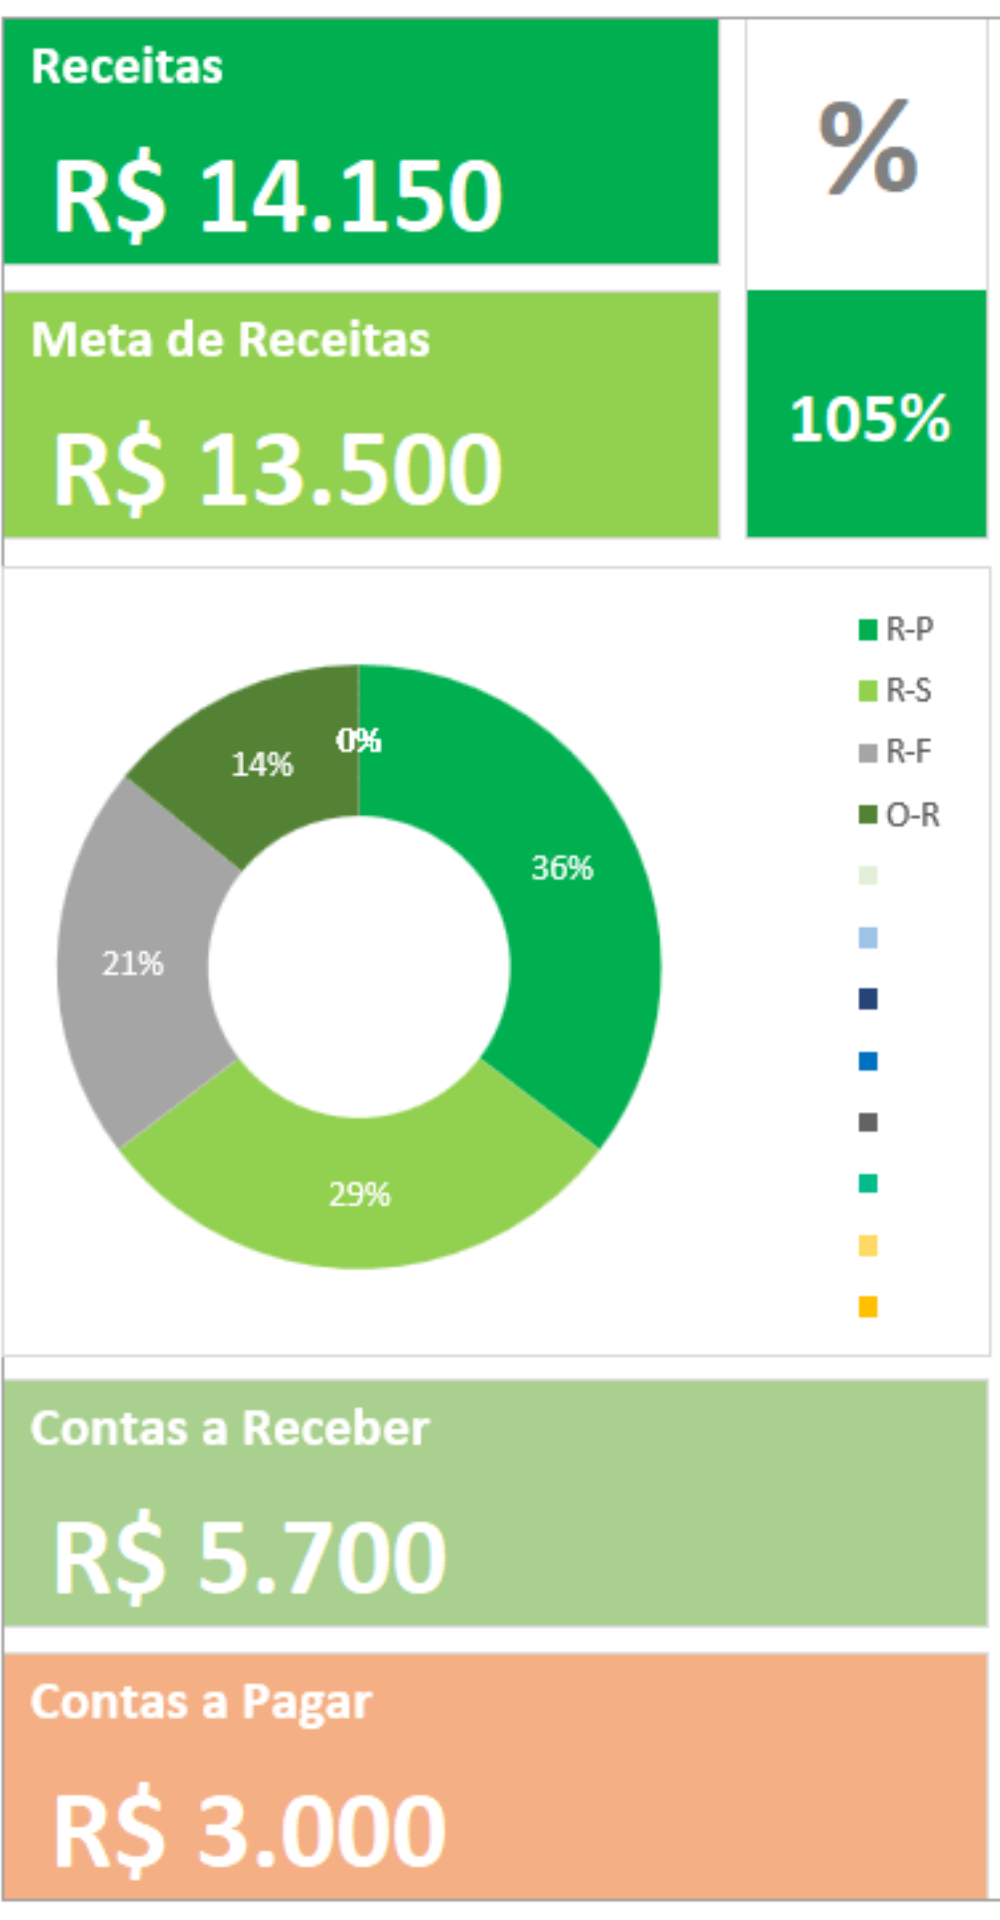 Receitas
R$ 14.150
%
Meta de Receitas
R$ 13.500
105%
R-P
R-S
R-F
O-R
0%
14%
36%
21%
29%
Contas a Receber
R$ 5.700
Contas a Pagar
R$ 3.000